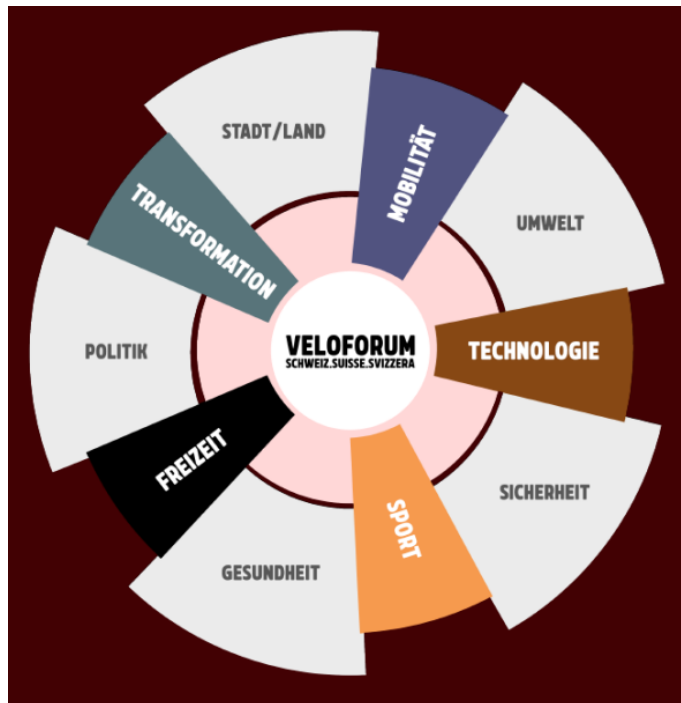 STADT/LAND
MOBILITÄT
UMWELT
TRANSFORMATION
POLITIK
VELOFORUM
SCHWEIZ.SUISSE.SVIZZERA
TECHNOLOGIE
FREIZEIT
SICHERHEIT
SPORT
GESUNDHEIT